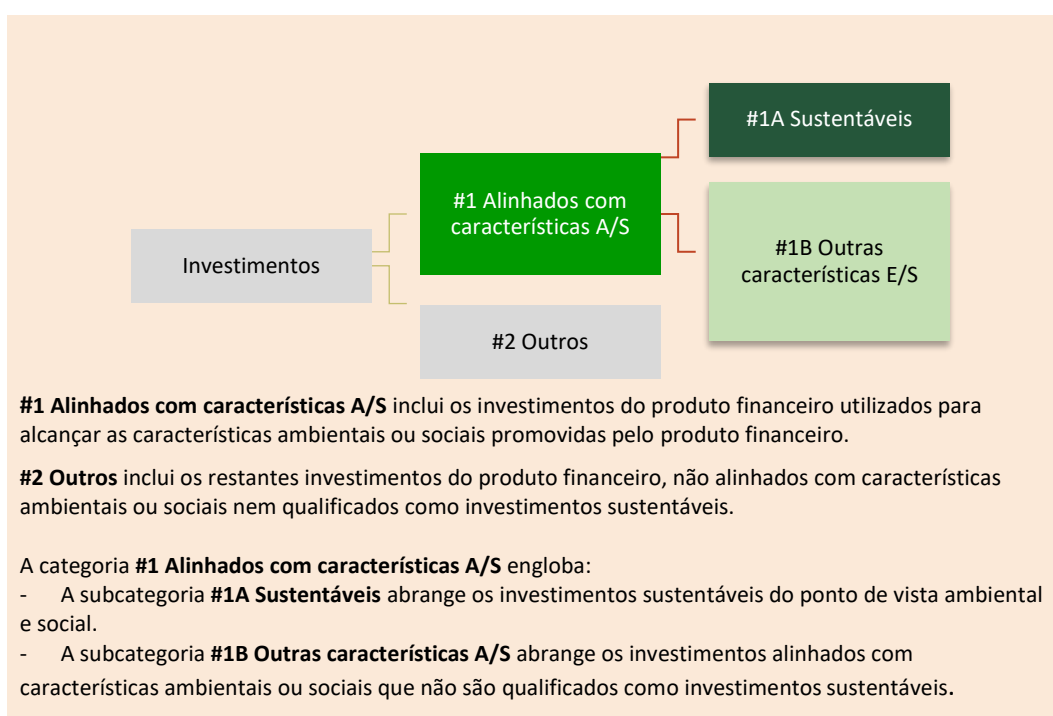 #1A Sustentáveis
#1 Alinhados com
características A/S
#1B Outras
características E/S
Investimentos
#2 Outros
#1 Alinhados com características A/S inclui os investimentos do produto financeiro utilizados para
alcançar as características ambientais ou sociais promovidas pelo produto financeiro.
#2 Outros inclui os restantes investimentos do produto financeiro, não alinhados com características
ambientais ou sociais nem qualificados como investimentos sustentáveis.
A categoria #1 Alinhados com características A/S engloba:
- A subcategoria #1A Sustentáveis abrange os investimentos sustentáveis do ponto de vista ambiental
e social.
- A subcategoria #1B Outras características A/S abrange os investimentos alinhados com
características ambientais ou sociais que não são qualificados como investimentos sustentáveis.